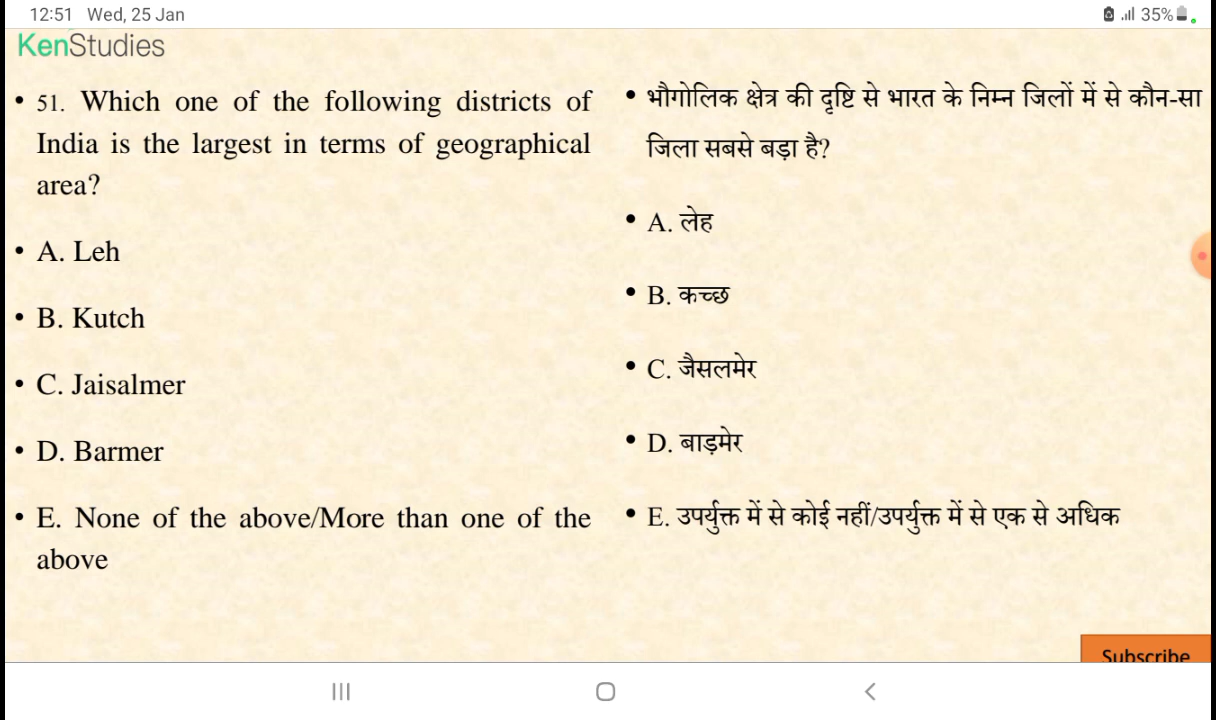 12:51 Wed, 25 Jan 35%
KenStudies
• 51. Which one of the following districts of
India is the largest in terms of geographical
area?
• A. Leh
• B. Kutch
• C. Jaisalmer
• D. Barmer
• E. None of the above/More than one of the
above
• भौगोलिक क्षेत्र की दृष्टि से भारत के निम्न जिलों में से कौन-सा
जिला सबसे बड़ा है?
• A. लेह
• B. कच्छ
• C. जैसलमेर
• D. बाड़मेर
• E. उपर्युक्त में से कोई नहीं/उपर्युक्त में से एक से अधिक
Subscribe